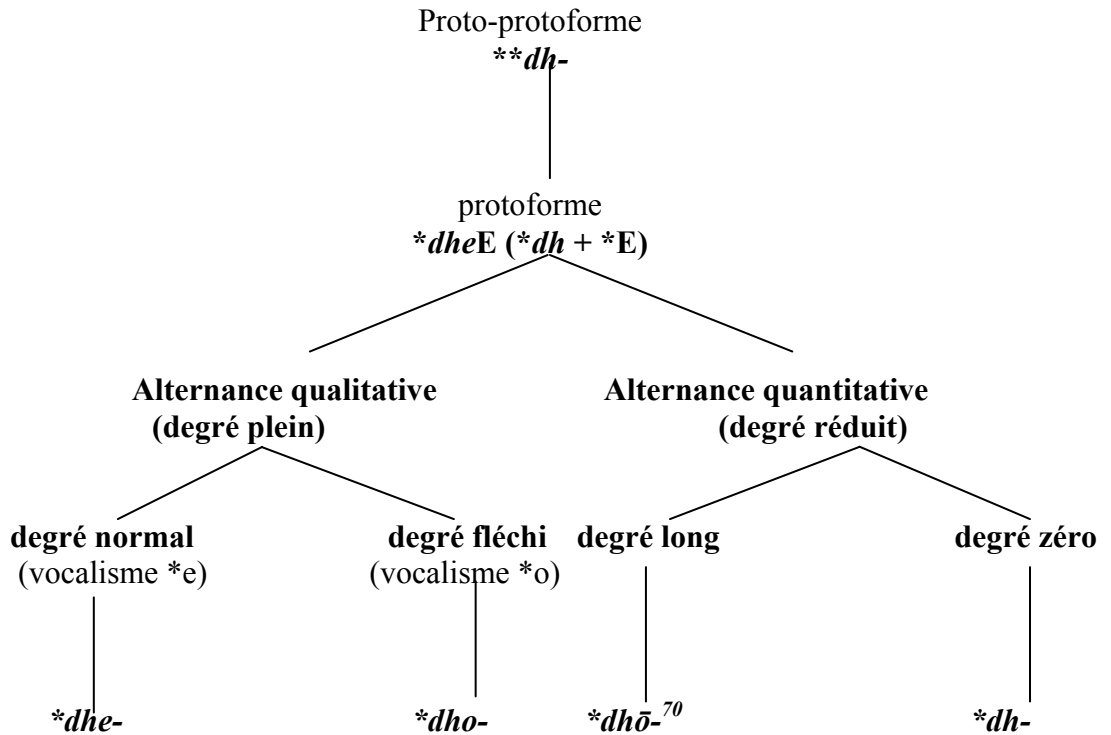 Proto-protoforme
**dh-
protoforme
*dheE (*dh + *E)
Alternance qualitative Alternance quantitative
(degré plein) (degré réduit)
degré normal degré fléchi degré long degré zéro
(vocalisme *e) (vocalisme *o)
*dhe- *dho- *dhō-70 *dh-